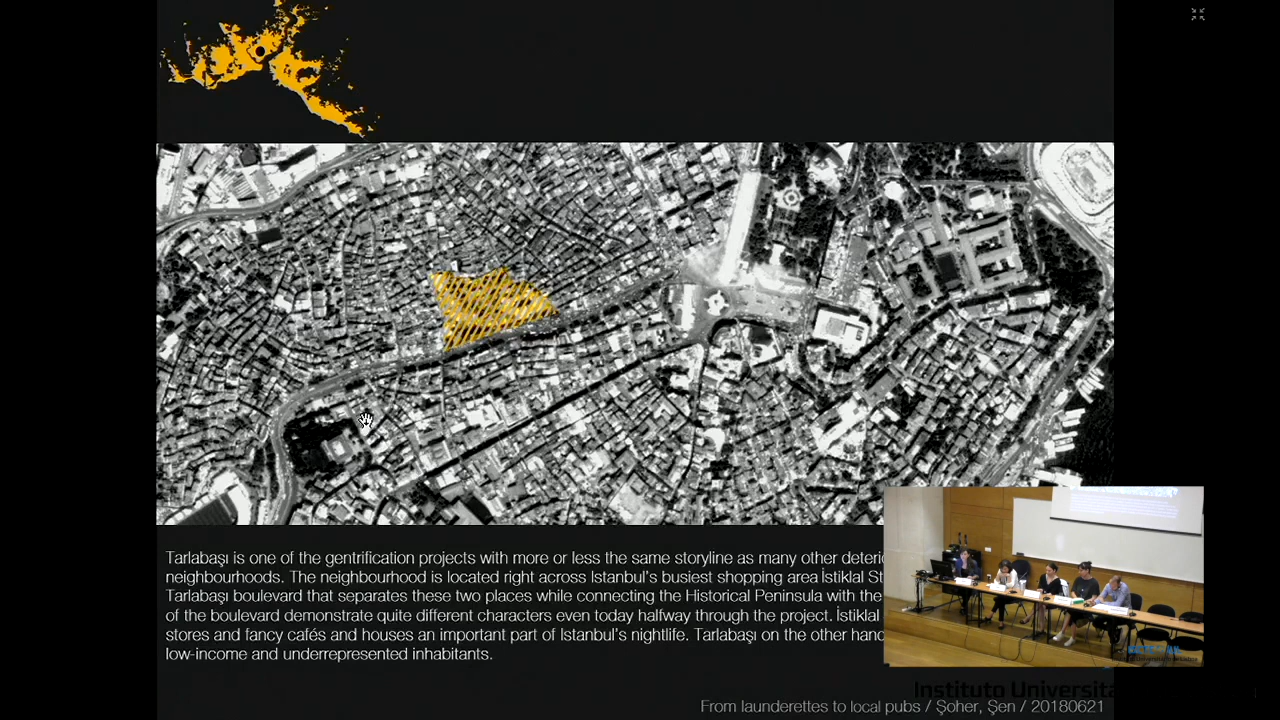 Tarlabaşı is one of the gentrification projects with more or less the same storyline as many other
neighbourhoods. The neighbourhood is located right across Istanbul's busiest shopping area İstiklal
Tarlabaşı boulevard that separates these two places while connecting the Historical Peninsula with the
of the boulevard demonstrate quite different characters even today halfway through the project. İstiklal
stores and fancy cafés and houses an important part of Istanbul's nightlife. Tarlabaşı on the other
low-income and underrepresented inhabitants.
Instituto
From launderettes to local pubs / Şoher, Şen / 20180621